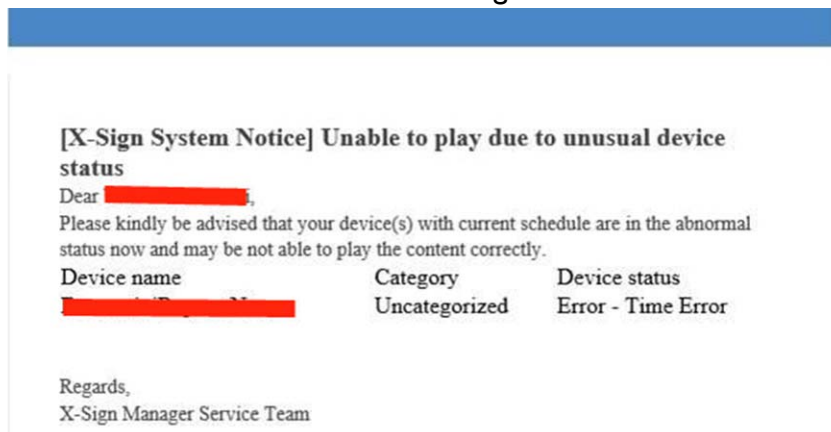 [X-Sign System Notice] Unable to play due to unusual device
status
Dear
Please kindly be advised that your device(s) with current schedule are in the abnormal
status now and may be not able to play the content correctly.
Device name Category Device status
Uncategorized Error - Time Error
Regards,
X-Sign Manager Service Team